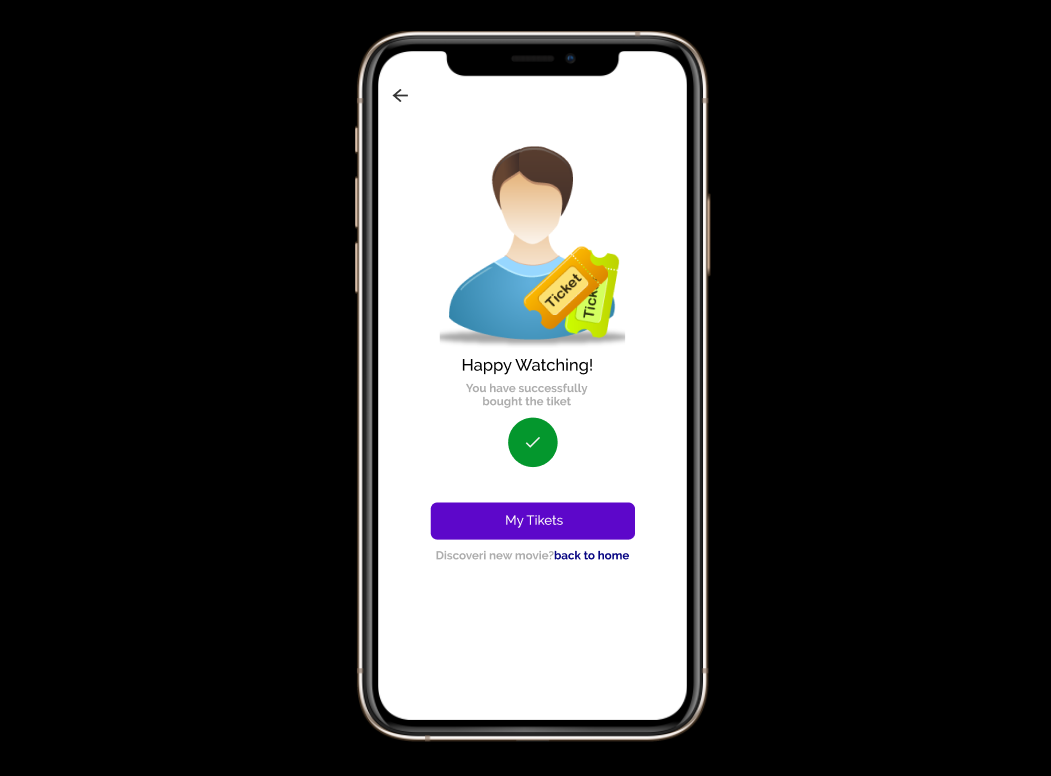 Ticket
Tick
Happy Watching!
You have successfully
bought the tiket
My Tikets
Discoveri new movie?back to home